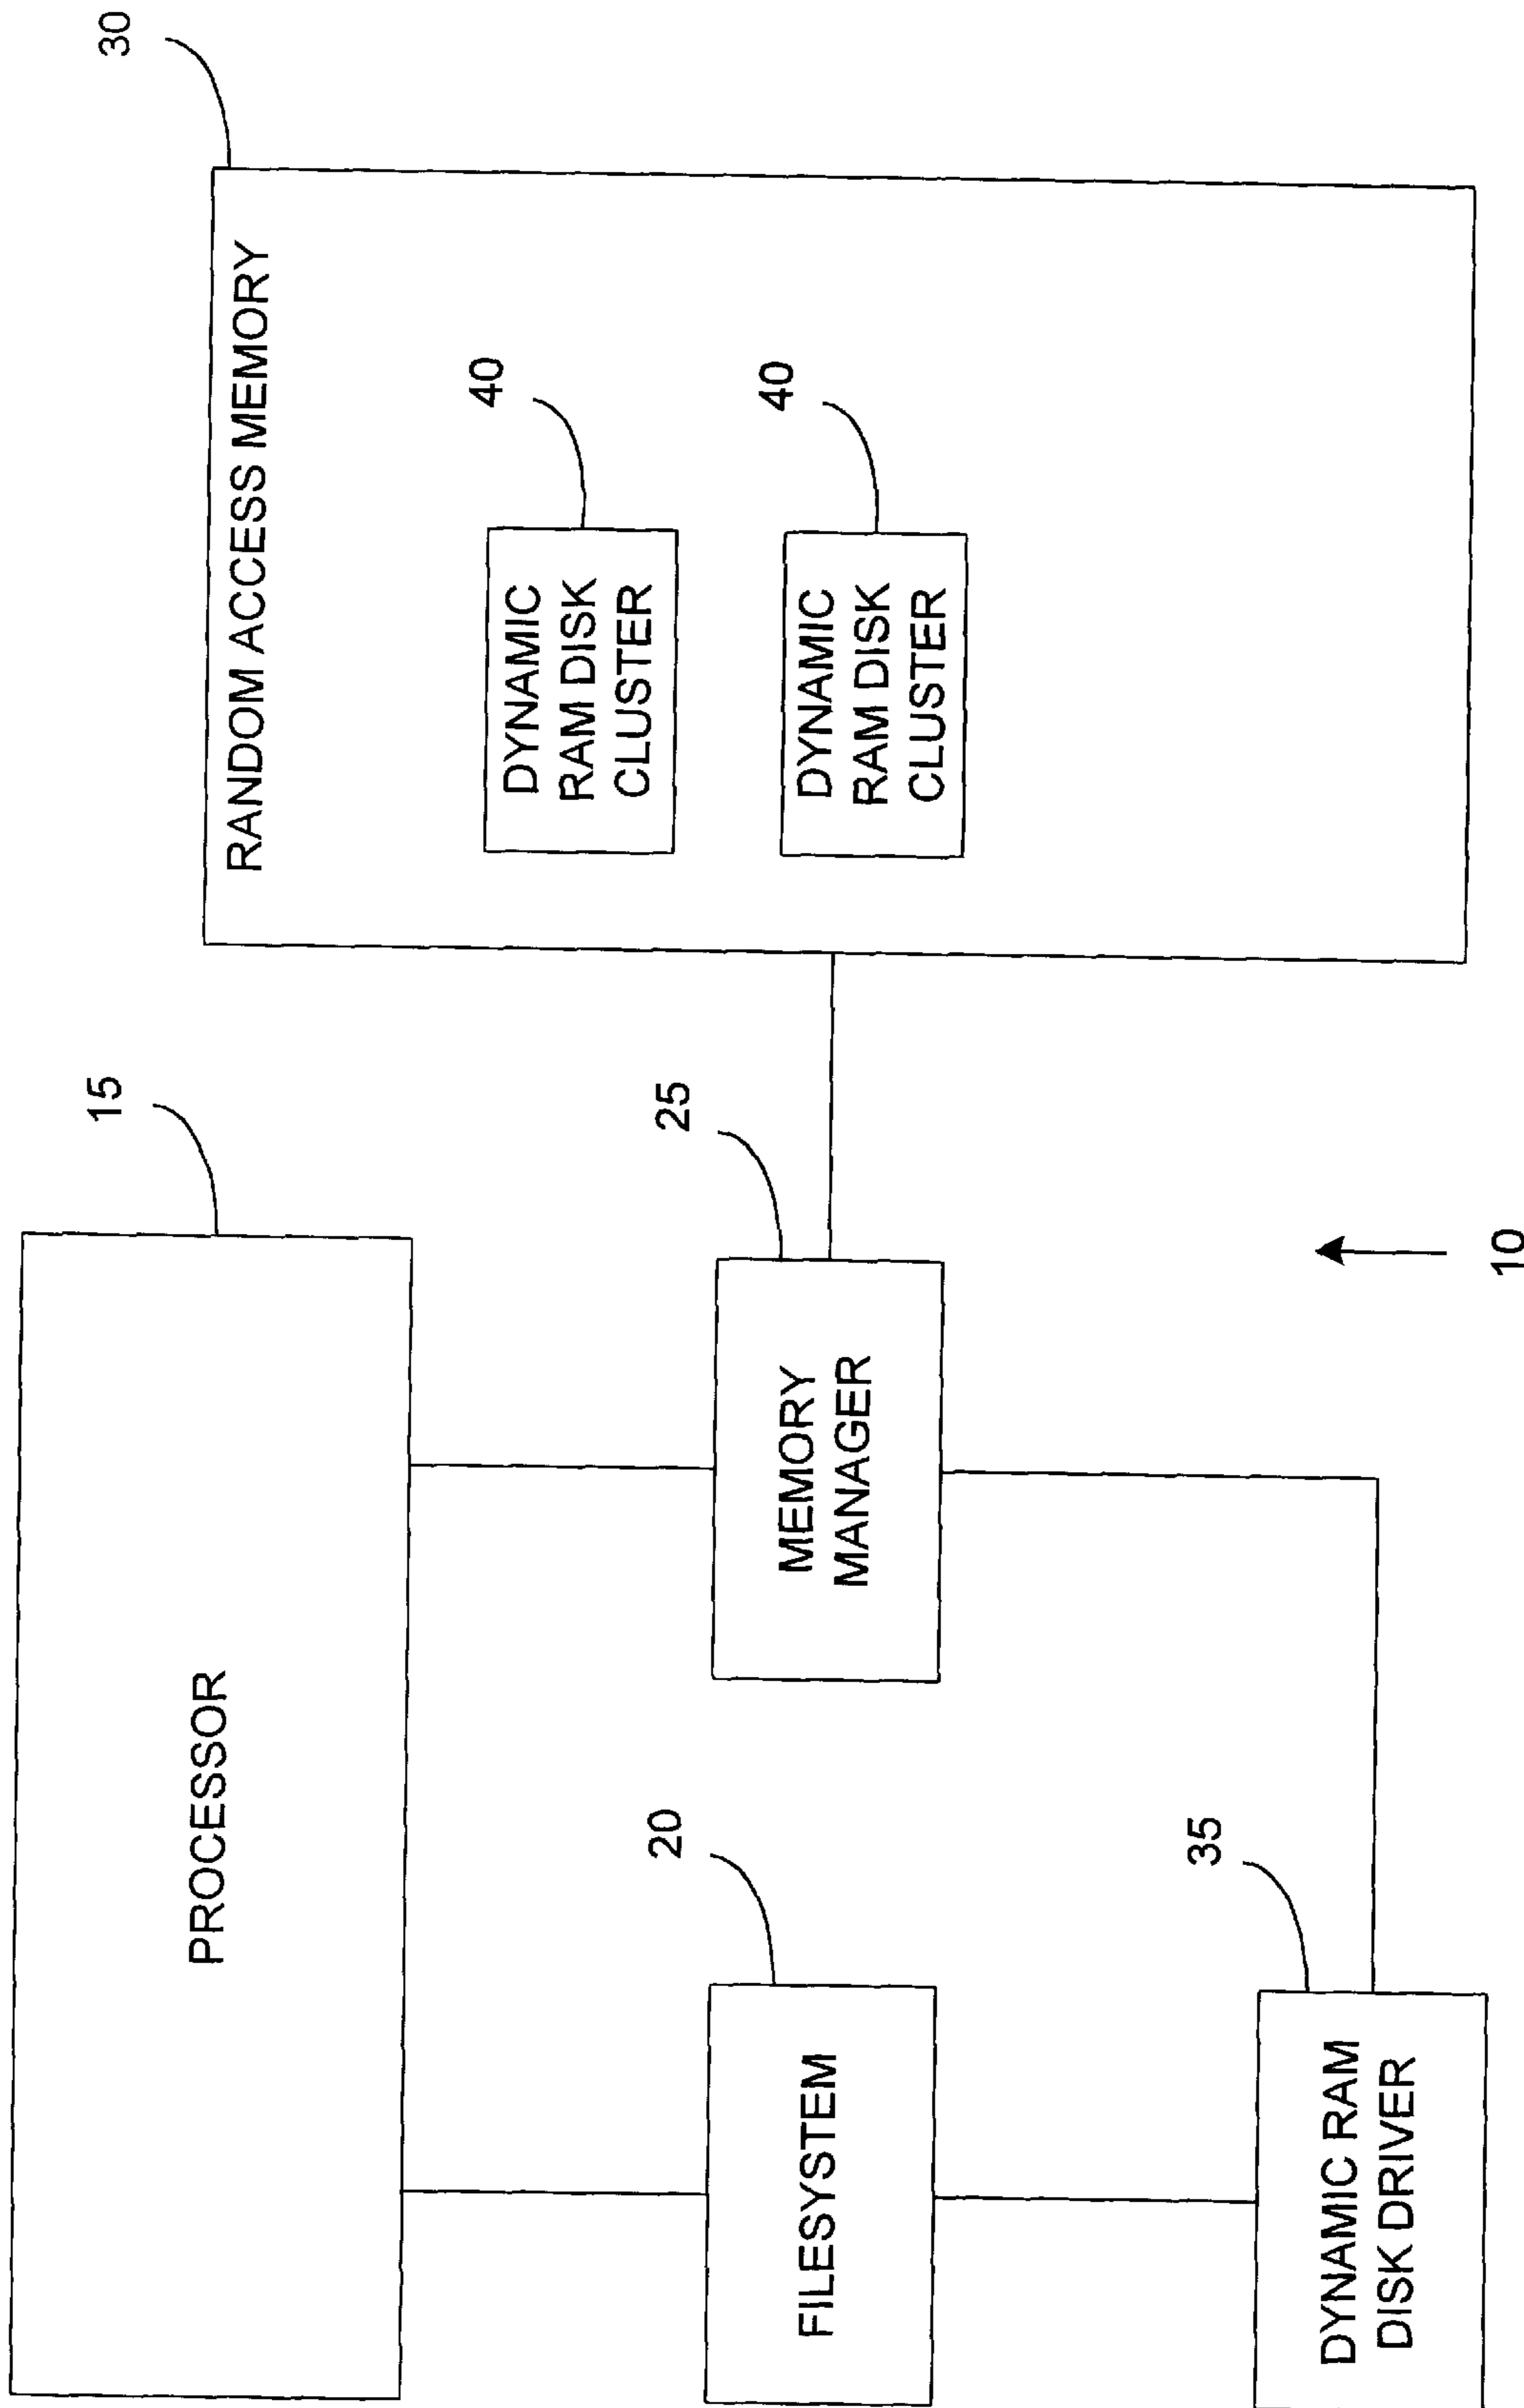 30
RANDOM ACCESS MEMORY
40
DYNAMIC
RAM DISK
CLUSTER
40
DYNAMIC
RAM DISK
CLUSTER
15
PROCESSOR
25
MEMORY
MANAGER
20
FILESYSTEM
35
DYNAMIC RAM
DISK DRIVER
10